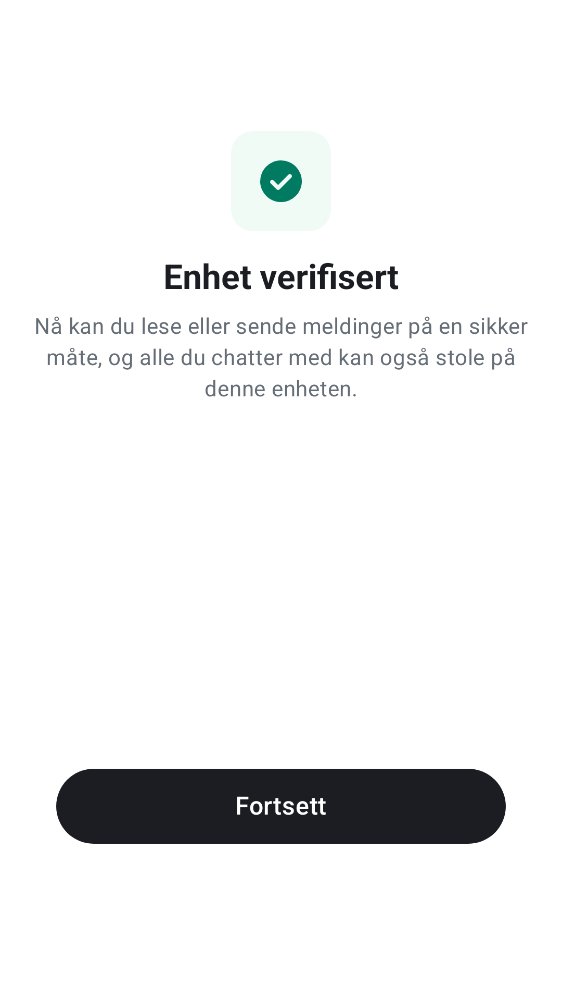 Enhet verifisert
Nå kan du lese eller sende meldinger på en sikker
måte, og alle du chatter med kan også stole på
denne enheten.
Fortsett